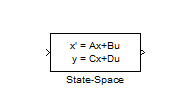 x' = Ax+Bu
y = Cx+Du
State-Space